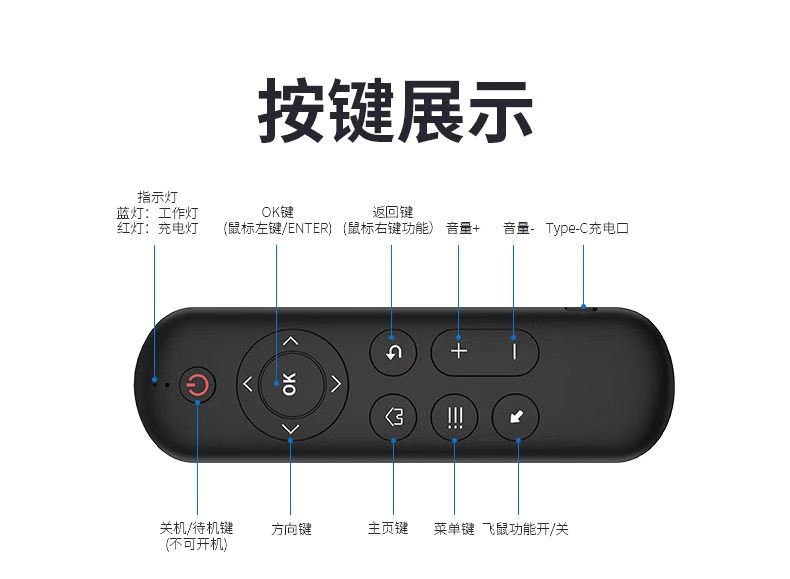 按键展示
指示灯
蓝灯：工作灯
红灯：充电灯
OK键
(鼠标左键/ENTER)
返回键
(鼠标右键功能）
音量+
音量-
Type-C充电口
OK
关机/待机键
(不可开机)
方向键
主页键
菜单键
飞鼠功能开/关